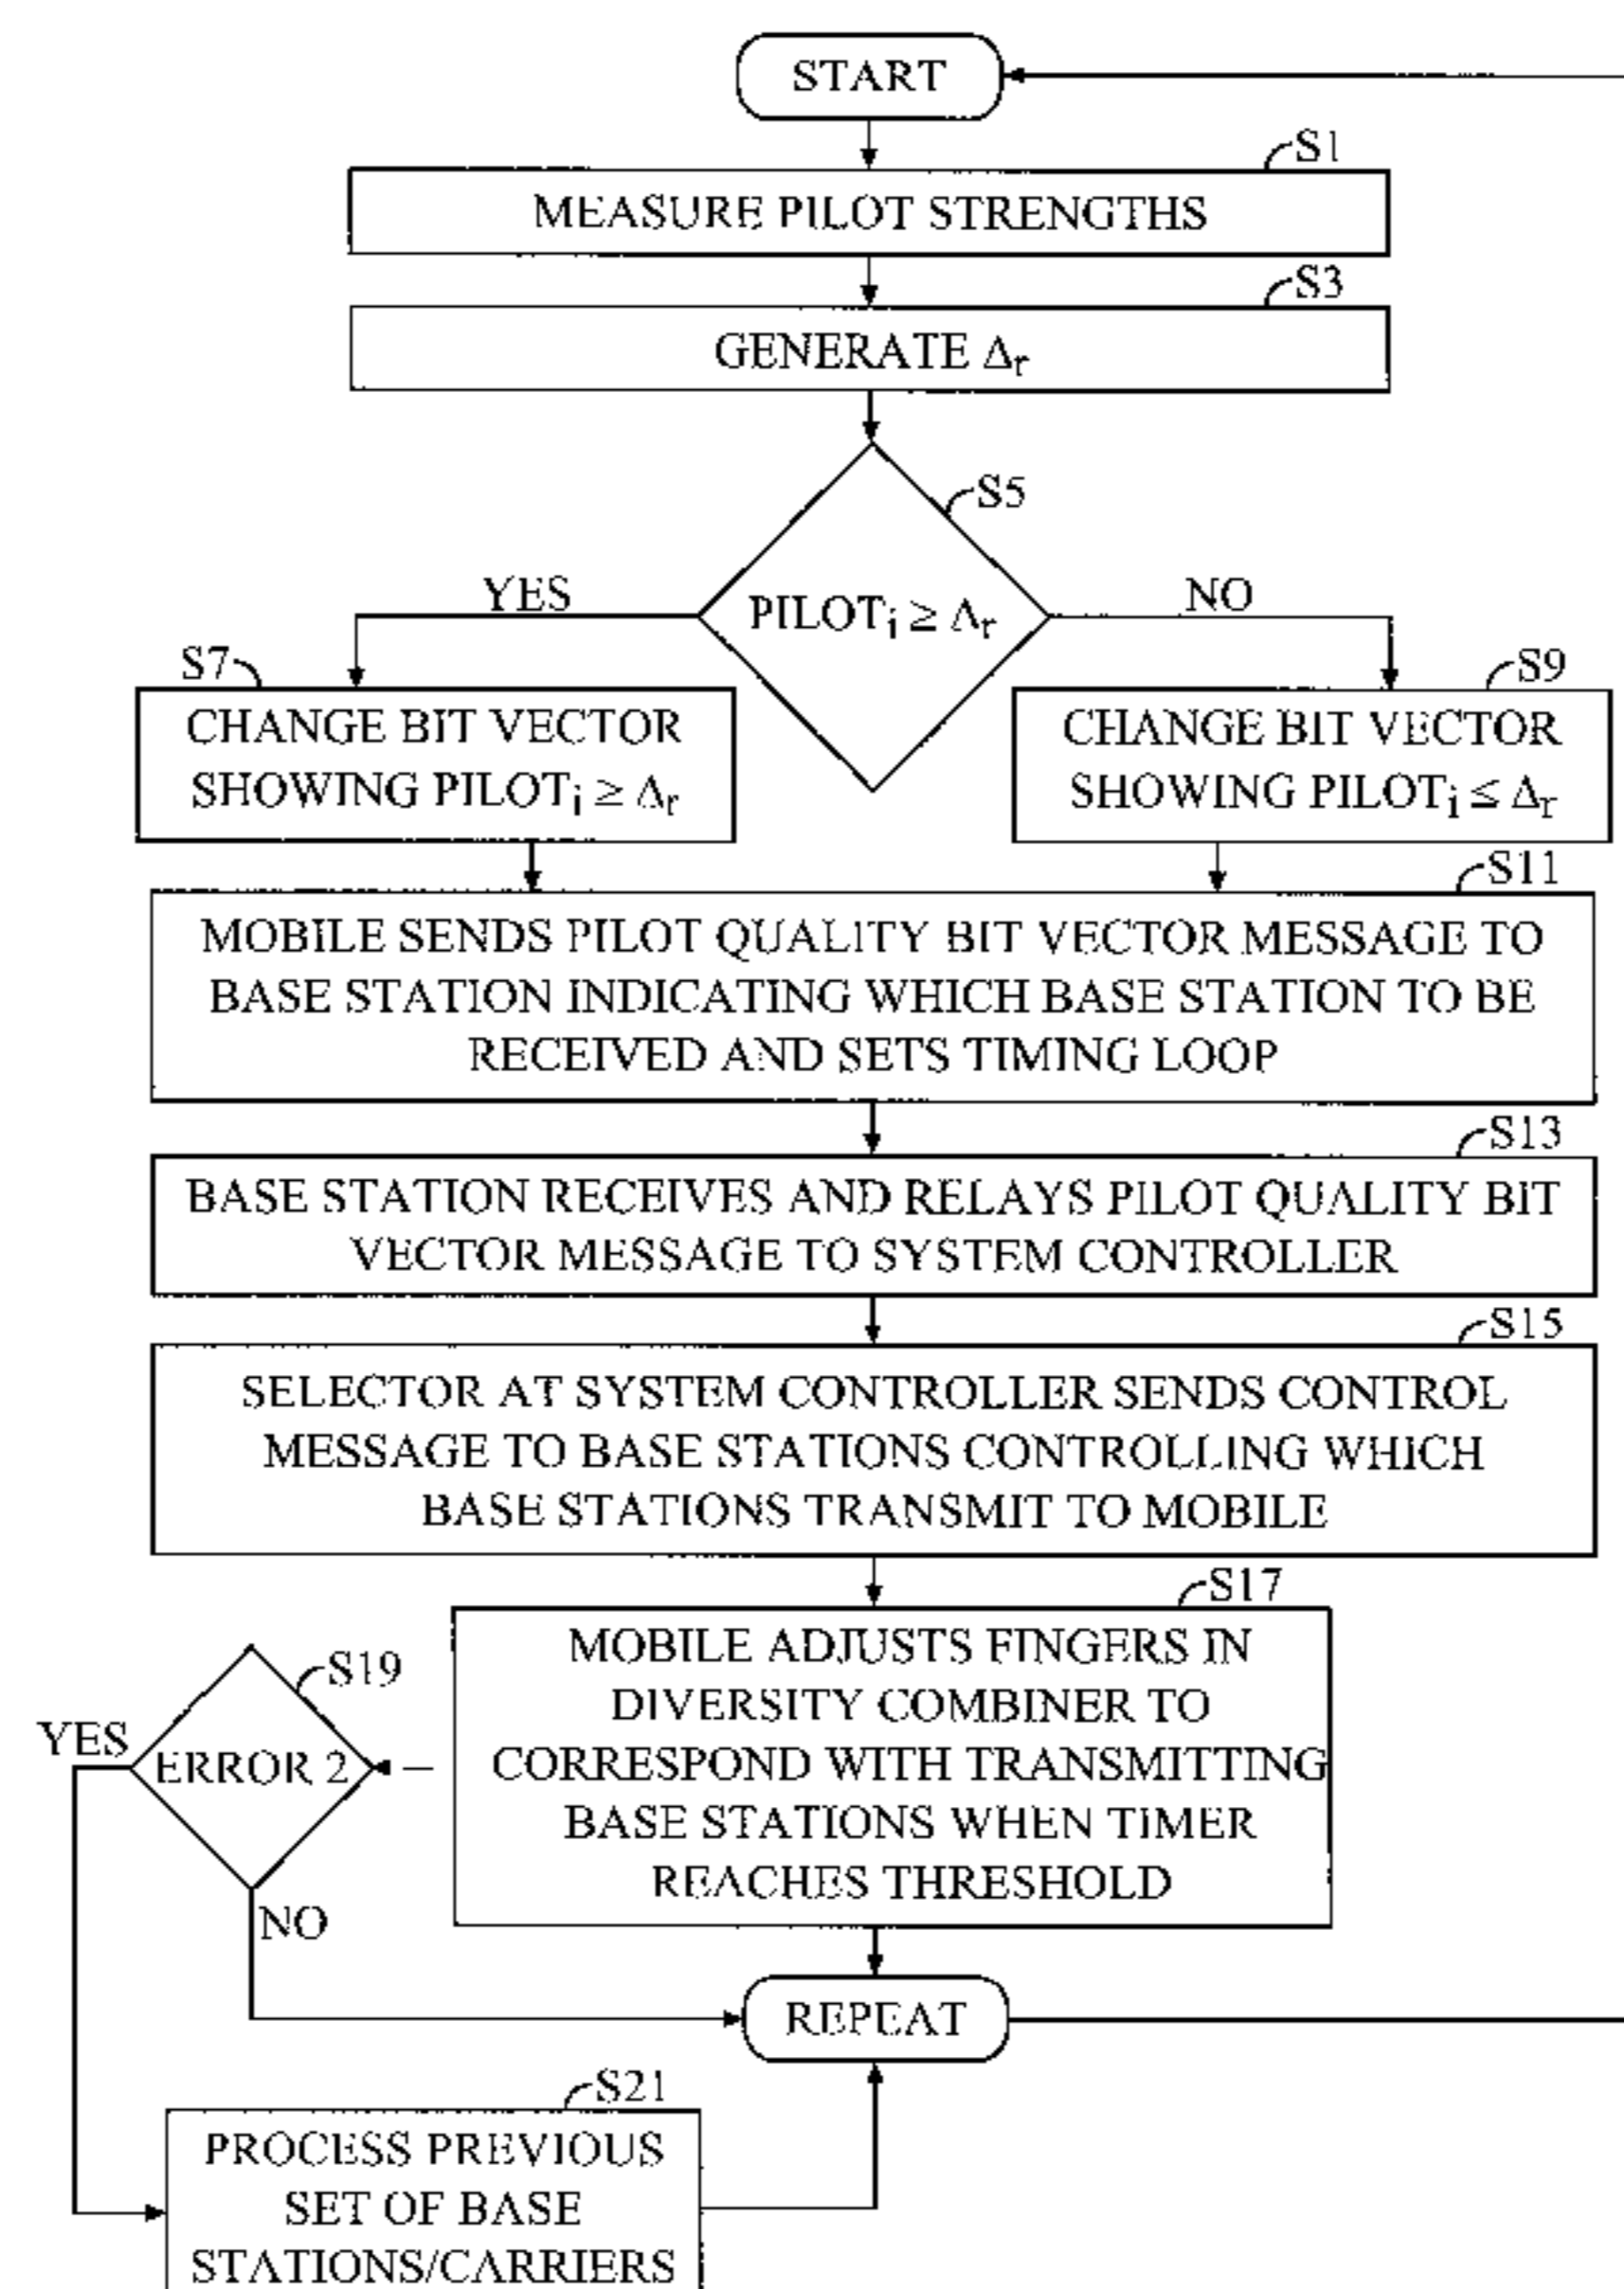 START
S1
MEASURE PILOT STRENGTHS
S3
GENERATE Δr
S5
PILOTi ≥ Δr
YES
NO
S7
CHANGE BIT VECTOR
SHOWING PILOTi ≥ Δr
S9
CHANGE BIT VECTOR
SHOWING PILOTi ≤ Δr
S11
MOBILE SENDS PILOT QUALITY BIT VECTOR MESSAGE TO
BASE STATION INDICATING WHICH BASE STATION TO BE
RECEIVED AND SETS TIMING LOOP
S13
BASE STATION RECEIVES AND RELAYS PILOT QUALITY BIT
VECTOR MESSAGE TO SYSTEM CONTROLLER
S15
SELECTOR AT SYSTEM CONTROLLER SENDS CONTROL
MESSAGE TO BASE STATIONS CONTROLLING WHICH
BASE STATIONS TRANSMIT TO MOBILE
S17
MOBILE ADJUSTS FINGERS IN
DIVERSITY COMBINER TO
CORRESPOND WITH TRANSMITTING
BASE STATIONS WHEN TIMER
REACHES THRESHOLD
S19
YES
ERROR 2
NO
REPEAT
S21
PROCESS PREVIOUS
SET OF BASE
STATIONS/CARRIERS